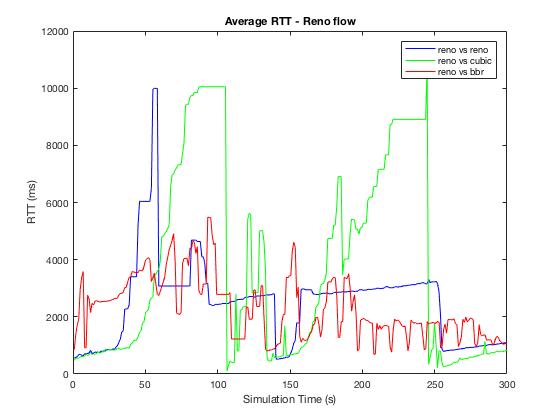 Average RTT - Reno flow
12000
10000
8000
6000
4000
2000
0
RTT (ms)
reno vs reno
reno vs cubic
reno vs bbr
0 50 100 150 200 250 300
Simulation Time (s)